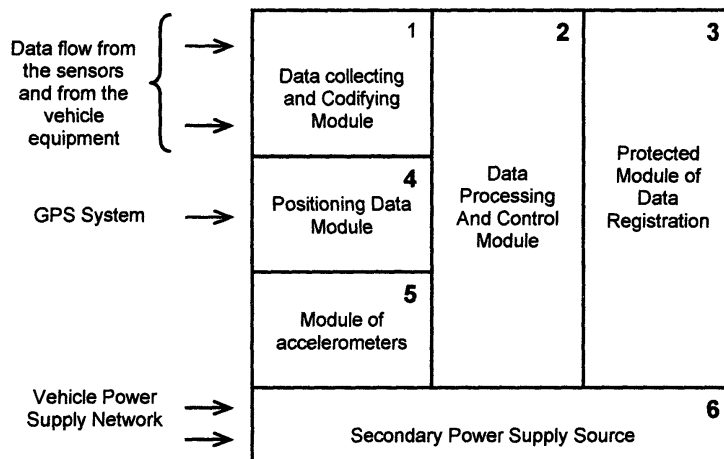 Data flow from
the sensors
and from the
vehicle
equipment
1
Data collecting
and Codifying
Module
2
Data
Processing
And Control
Module
3
Protected
Module of
Data
Registration
GPS System
4
Positioning Data
Module
5
Module of
accelerometers
Vehicle Power
Supply Network
6
Secondary Power Supply Source